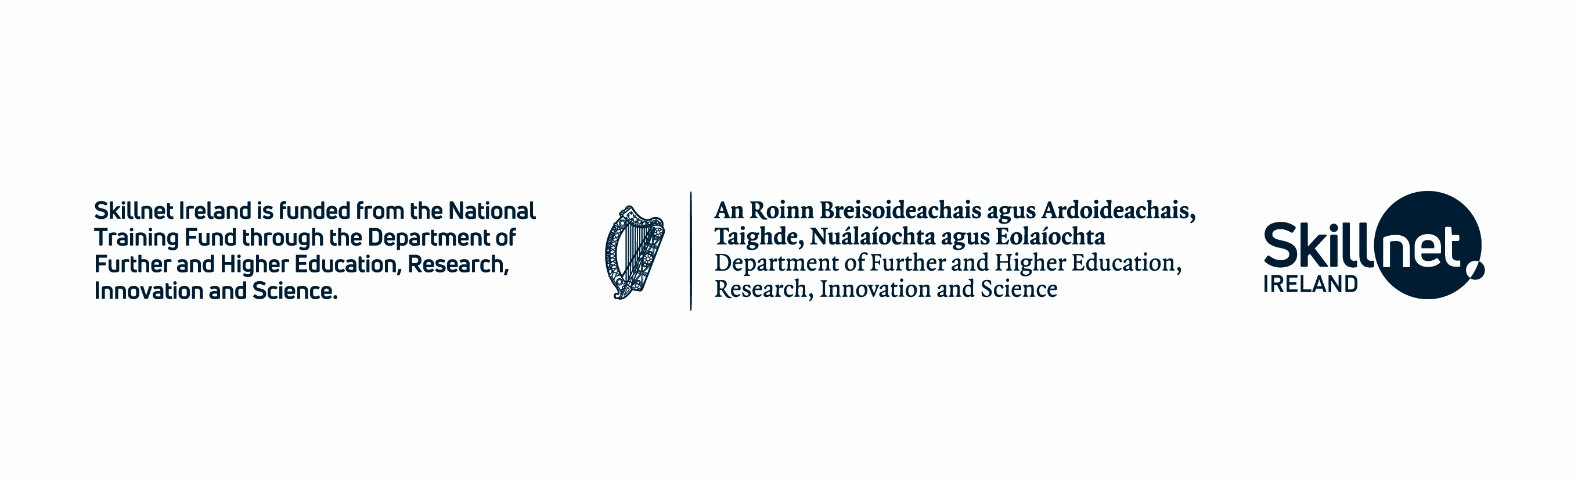 Skillnet Ireland is funded from the National
Training Fund through the Department of
Further and Higher Education, Research,
Innovation and Science.
An Roinn Breisoideachais agus Ardoideachais,
Taighde, Nuálaíochta agus Eolaíochta
Department of Further and Higher Education,
Research, Innovation and Science
Skillnet
IRELAND